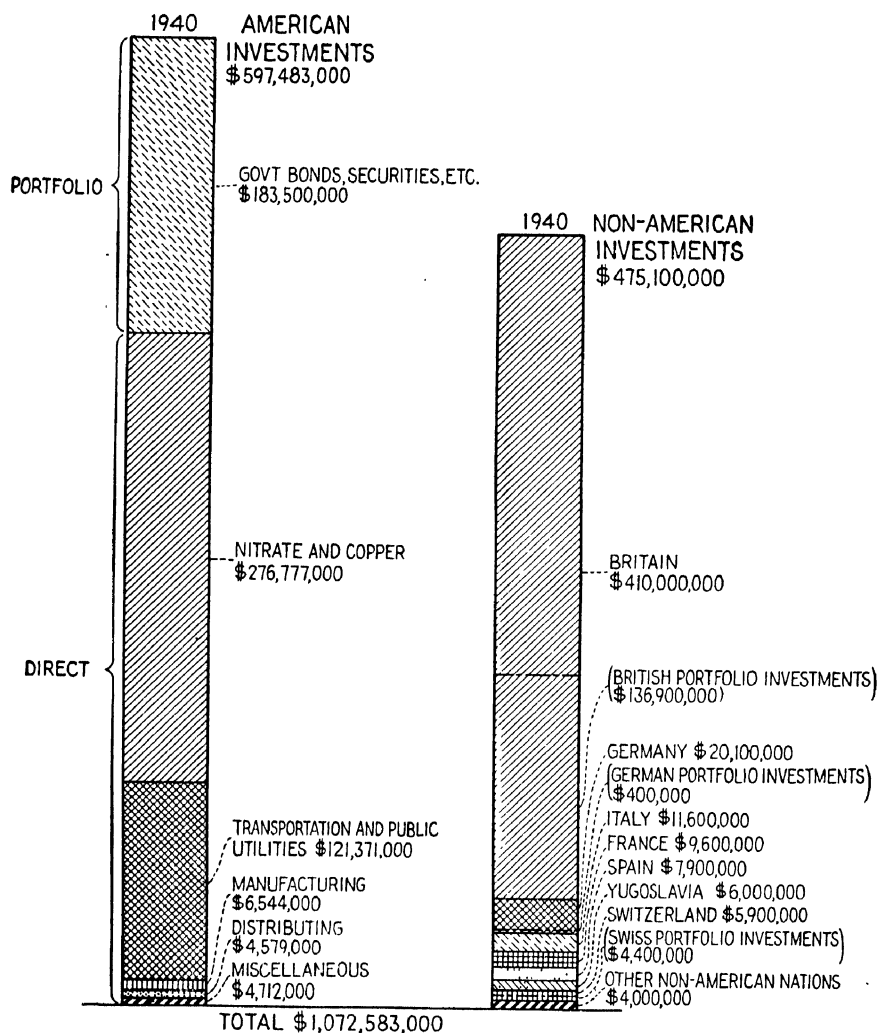 1940
AMERICAN
INVESTMENTS
$597,483,000
PORTFOLIO
GOVT BONDS, SECURITIES, ETC.
$183,500,000
NITRATE AND COPPER
$276,777,000
DIRECT
TRANSPORTATION AND PUBLIC
UTILITIES $121,371,000
MANUFACTURING
$6,544,000
DISTRIBUTING
$4,579,000
MISCELLANEOUS
$4,712,000
1940
NON-AMERICAN
INVESTMENTS
$475,100,000
BRITAIN
$410,000,000
(BRITISH PORTFOLIO INVESTMENTS)
$136,900,000)
GERMANY $20,100,000
(GERMAN PORTFOLIO INVESTMENTS)
$400,000
ITALY $11,600,000
FRANCE $9,600,000
SPAIN $7,900,000
YUGOSLAVIA $6,000,000
SWITZERLAND $5,900,000
(SWISS PORTFOLIO INVESTMENTS)
$4,400,000
OTHER NON-AMERICAN NATIONS
$4,000,000
TOTAL $1,072,583,000